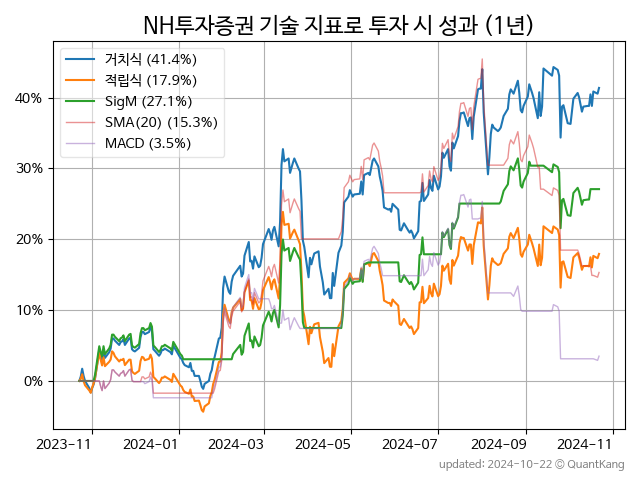 NH투자증권 기술 지표로 투자 시 성과 (1년)
거치식 (41.4%)
적립식 (17.9%)
SigM (27.1%)
SMA(20) (15.3%)
MACD (3.5%)
40%
30%
20%
10%
0%
2023-11 2024-01 2024-03 2024-05 2024-07 2024-09 2024-11
updated: 2024-10-22 © QuantKang